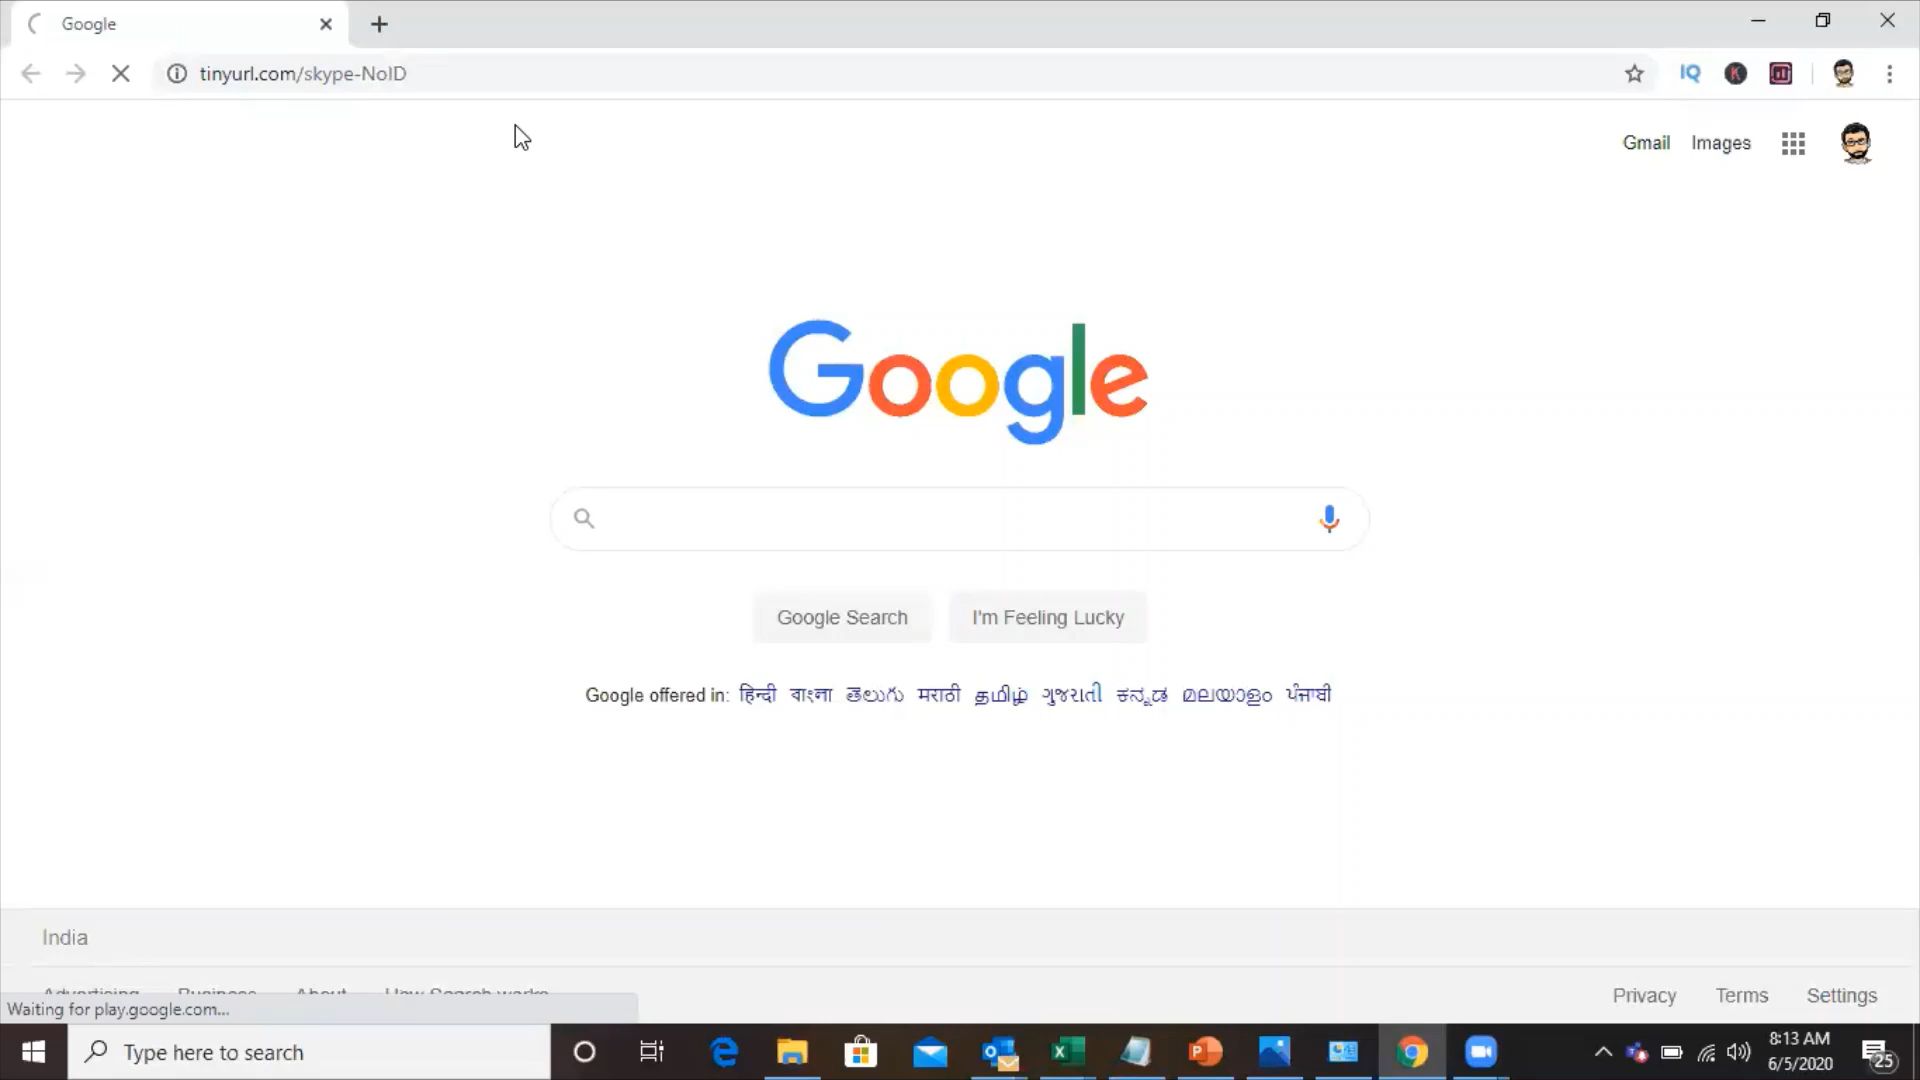 Google
tinyurl.com/skype-NoID
IQ
K
Gmail Images
Google
Google Search I'm Feeling Lucky
Google offered in: हिन्दी বাংলা తెలుగు मराठी தமிழ் ગુજરાતી ಕನ್ನಡ മലയാളം ਪੰਜਾਬੀ
India
Advertising Business About How Search works
Privacy Terms Settings
Waiting for play.google.com...
Type here to search
8:13 AM
6/5/2020
25